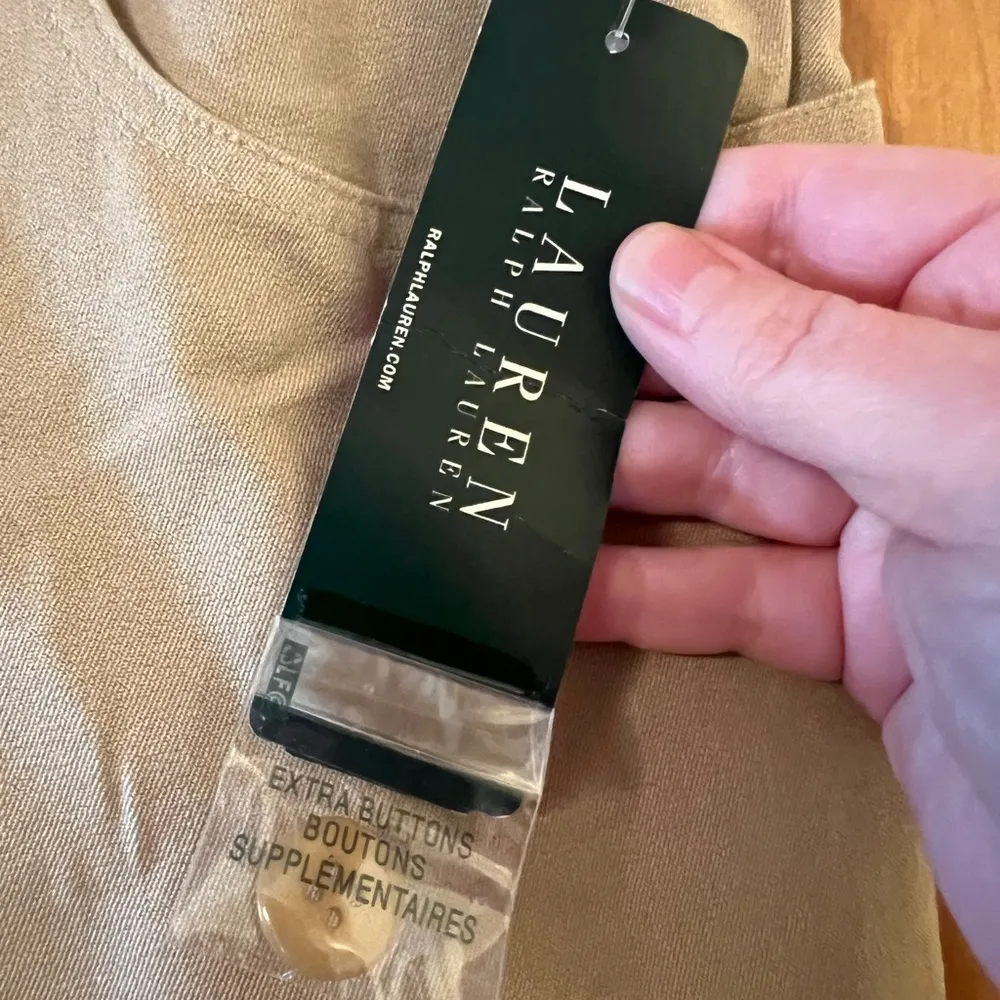 LAUREN
RALPH LAUREN
RALPHLAUREN.COM
EXTRA BUTTONS
BOUTONS
SUPPLÉMENTAIRES